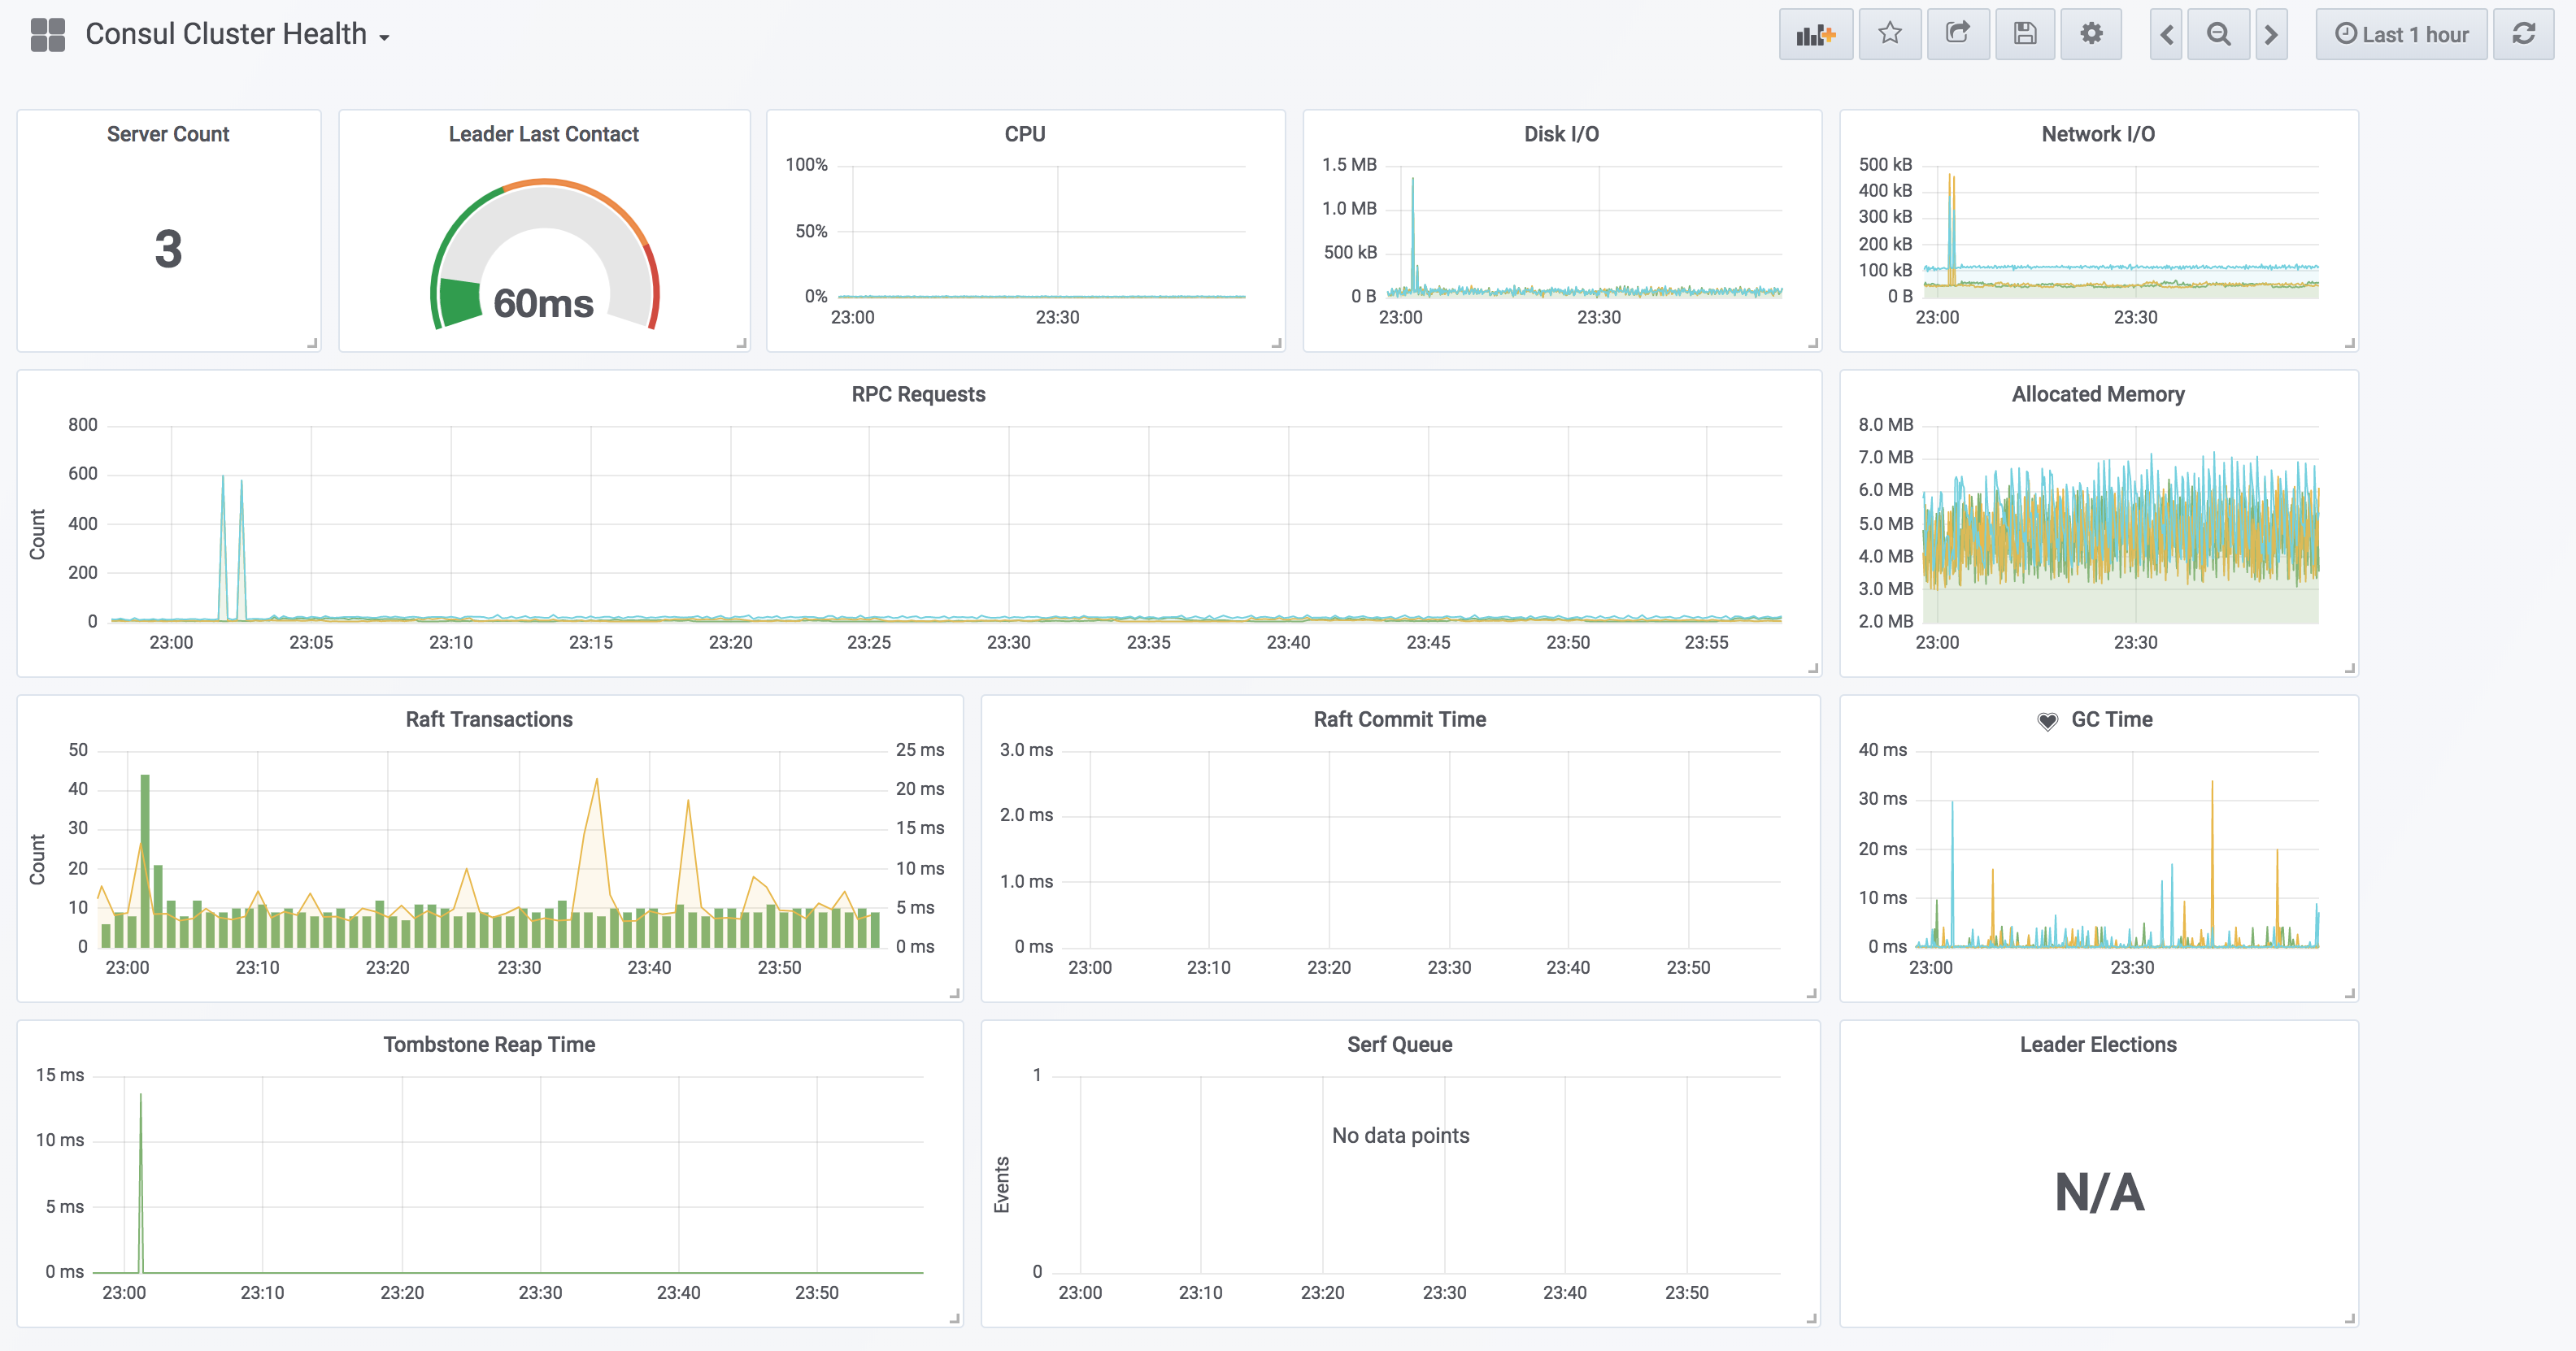 Consul Cluster Health
Last 1 hour
Server Count
3
Leader Last Contact
60ms
CPU
100%
50%
0%
23:00 23:30
Disk I/O
1.5 MB
1.0 MB
500 kB
0 B
23:00 23:30
Network I/O
500 kB
400 kB
300 kB
200 kB
100 kB
0 B
23:00 23:30
RPC Requests
Count
800
600
400
200
0
23:00 23:05 23:10 23:15 23:20 23:25 23:30 23:35 23:40 23:45 23:50 23:55
Allocated Memory
8.0 MB
7.0 MB
6.0 MB
5.0 MB
4.0 MB
3.0 MB
2.0 MB
23:00 23:30
Raft Transactions
Count
50 25 ms
40 20 ms
30 15 ms
20 10 ms
10 5 ms
0 0 ms
23:00 23:10 23:20 23:30 23:40 23:50
Raft Commit Time
3.0 ms
2.0 ms
1.0 ms
0 ms
23:00 23:10 23:20 23:30 23:40 23:50
GC Time
40 ms
30 ms
20 ms
10 ms
0 ms
23:00 23:30
Tombstone Reap Time
15 ms
10 ms
5 ms
0 ms
23:00 23:10 23:20 23:30 23:40 23:50
Serf Queue
Events
1
No data points
0
23:00 23:10 23:20 23:30 23:40 23:50
Leader Elections
N/A